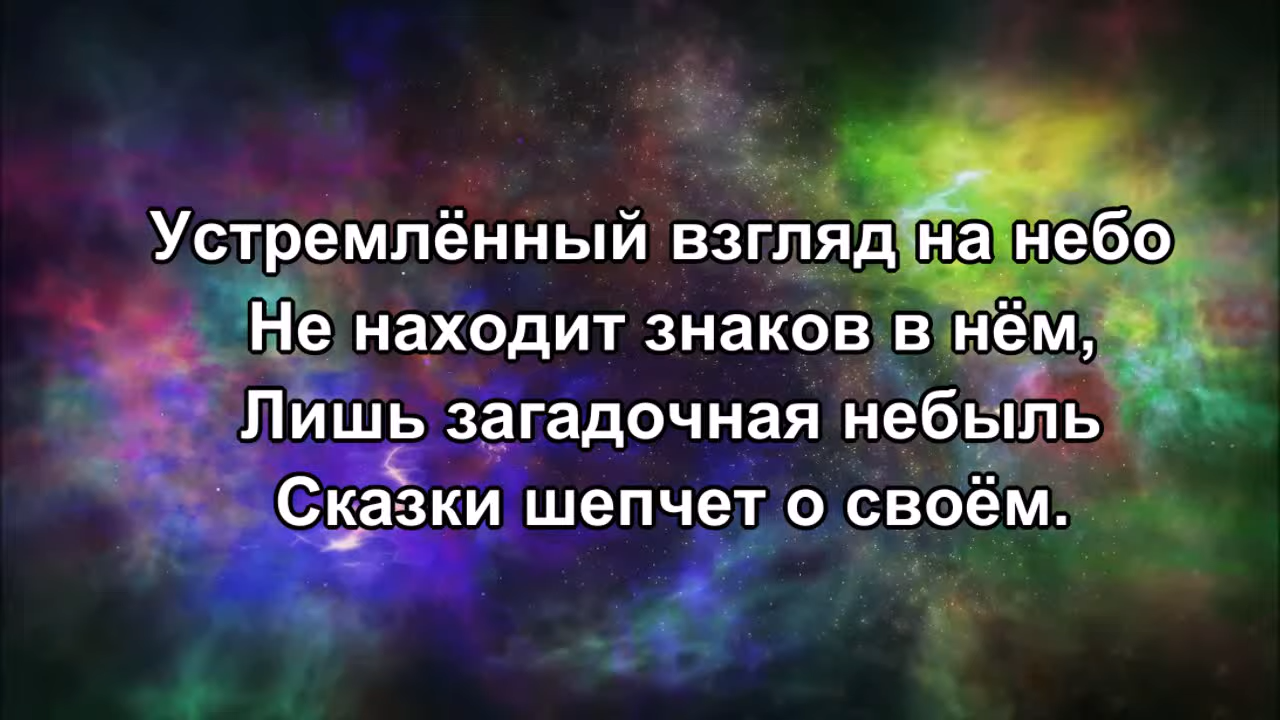 Устремлённый взгляд на небо
Не находит знаков в нём,
Лишь загадочная небыль
Сказки шепчет о своём.